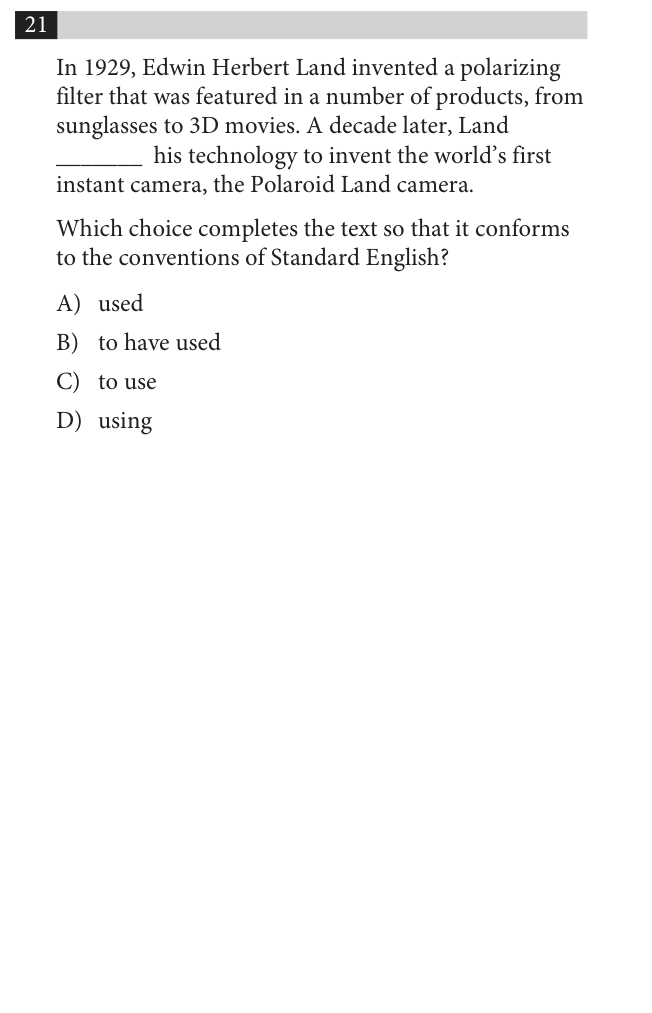 21
In 1929, Edwin Herbert Land invented a polarizing
filter that was featured in a number of products, from
sunglasses to 3D movies. A decade later, Land
_______ his technology to invent the world’s first
instant camera, the Polaroid Land camera.
Which choice completes the text so that it conforms
to the conventions of Standard English?
A) used
B) to have used
C) to use
D) using